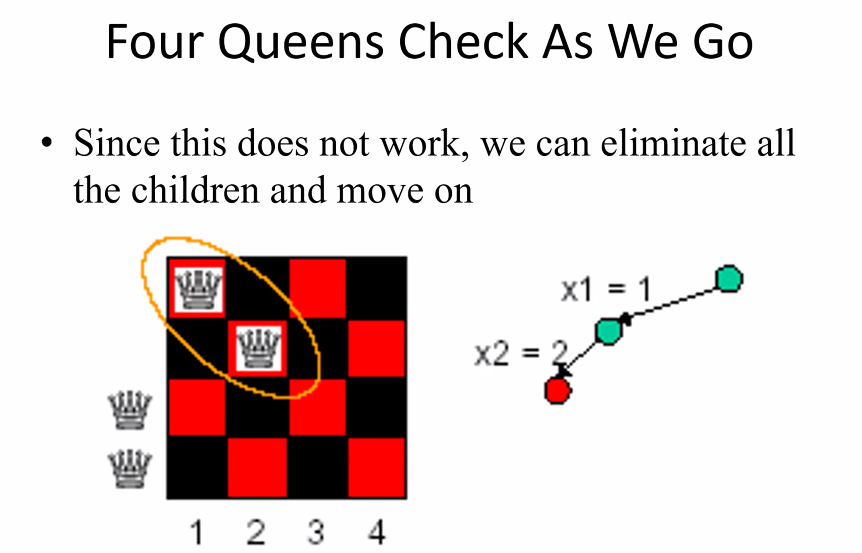 Four Queens Check As We Go
• Since this does not work, we can eliminate all
the children and move on
x1 = 1
x2 = 2
1 2 3 4